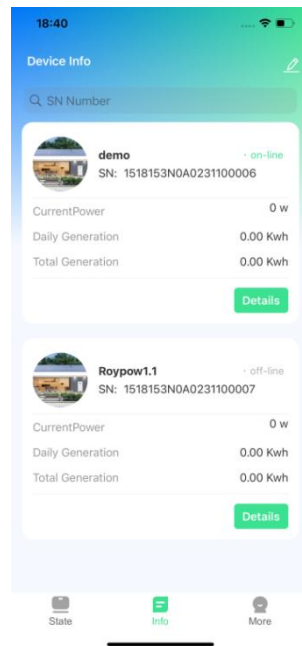 18:40
Device Info
SN Number
demo
· on-line
SN: 1518153N0A0231100006
CurrentPower 0 w
Daily Generation 0.00 Kwh
Total Generation 0.00 Kwh
Details
Roypow1.1
· off-line
SN: 1518153N0A0231100007
CurrentPower 0 w
Daily Generation 0.00 Kwh
Total Generation 0.00 Kwh
Details
State Info More